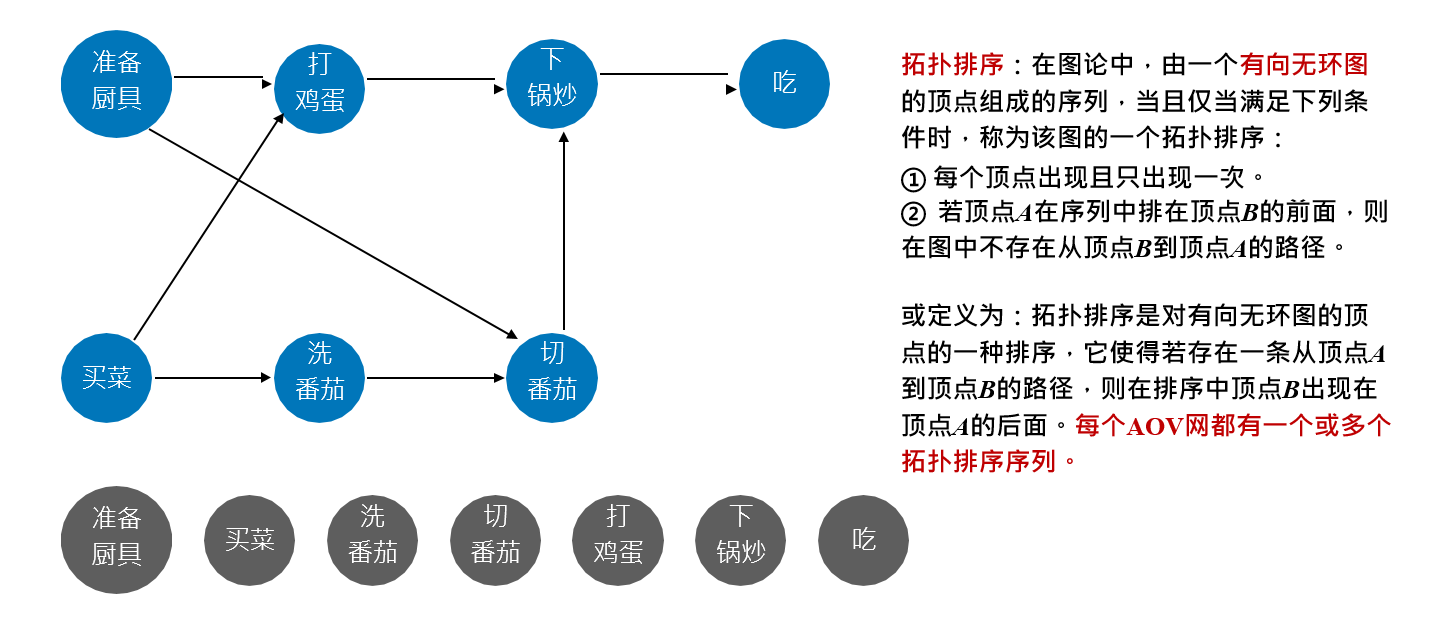 准备
厨具
打
鸡蛋
下
锅炒
吃
买菜
洗
番茄
切
番茄
准备
厨具
买菜
洗
番茄
切
番茄
打
鸡蛋
下
锅炒
吃
拓扑排序：在图论中，由一个有向无环图
的顶点组成的序列，当且仅当满足下列条
件时，称为该图的一个拓扑排序：
① 每个顶点出现且只出现一次。
② 若顶点A在序列中排在顶点B的前面，则
在图中不存在从顶点B到顶点A的路径。
或定义为：拓扑排序是对有向无环图的顶
点的一种排序，它使得若存在一条从顶点A
到顶点B的路径，则在排序中顶点B出现在
顶点A的后面。每个AOV网都有一个或多个
拓扑排序序列。